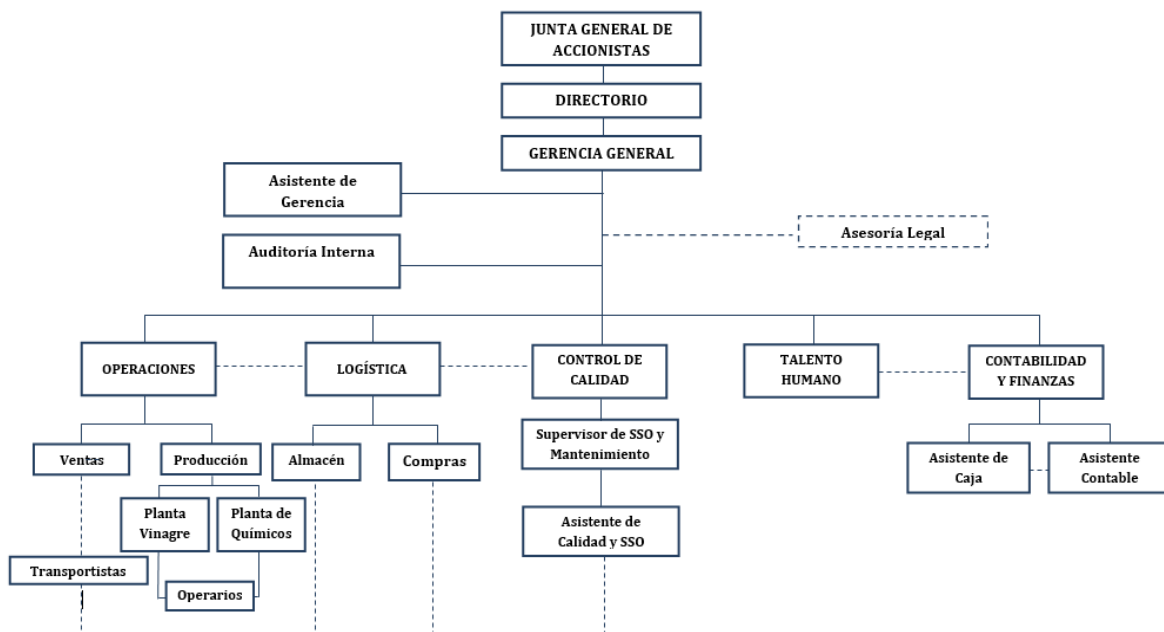 JUNTA GENERAL DE
ACCIONISTAS
DIRECTORIO
GERENCIA GENERAL
Asistente de
Gerencia
Asesoría Legal
Auditoría Interna
OPERACIONES
LOGÍSTICA
CONTROL DE
CALIDAD
TALENTO
HUMANO
CONTABILIDAD
Y FINANZAS
Ventas
Producción
Almacén
Compras
Supervisor de SSO y
Mantenimiento
Asistente de
Caja
Asistente
Contable
Planta
Vinagre
Planta de
Químicos
Asistente de
Calidad y SSO
Transportistas
Operarios